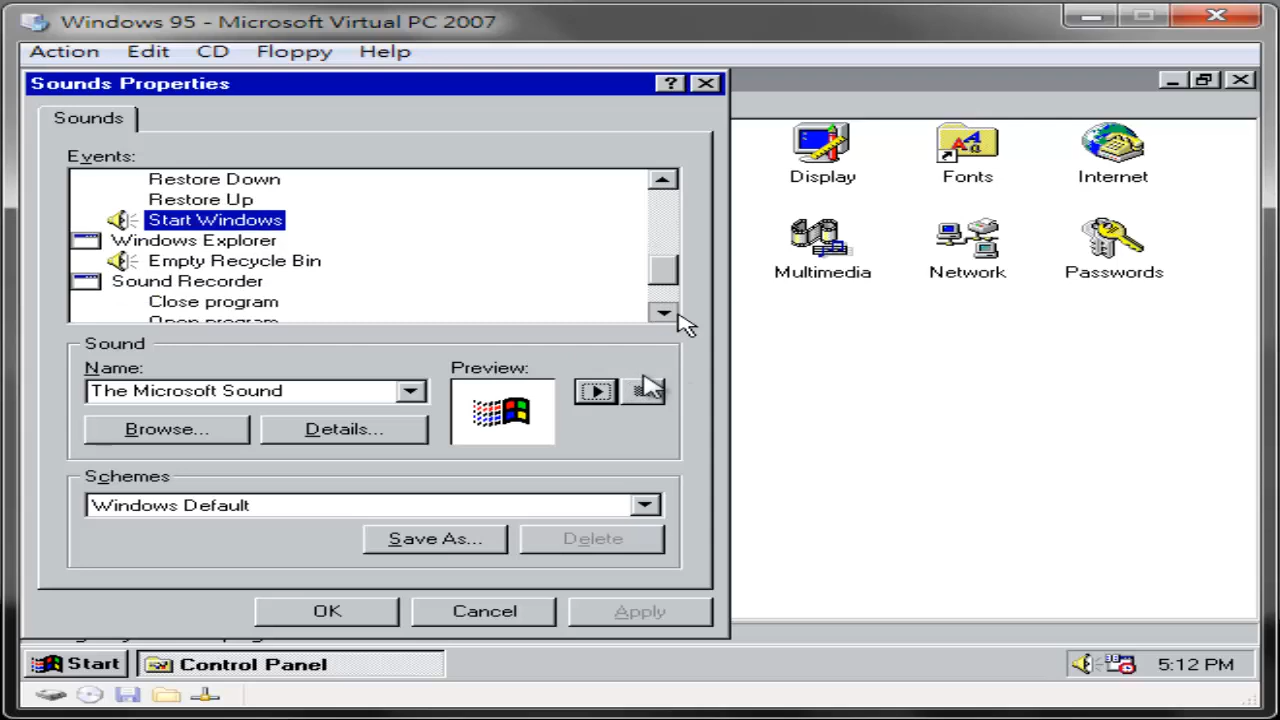 Windows 95 - Microsoft Virtual PC 2007
Action Edit CD Floppy Help
Sounds Properties
Sounds
Events:
Restore Down
Restore Up
Start Windows
Windows Explorer
Empty Recycle Bin
Sound Recorder
Close program
Open program
Sound
Name:
The Microsoft Sound
Browse...
Details...
Preview:
Schemes
Windows Default
Save As...
Delete
OK
Cancel
Apply
Display
Fonts
Internet
Multimedia
Network
Passwords
Start
Control Panel
5:12 PM